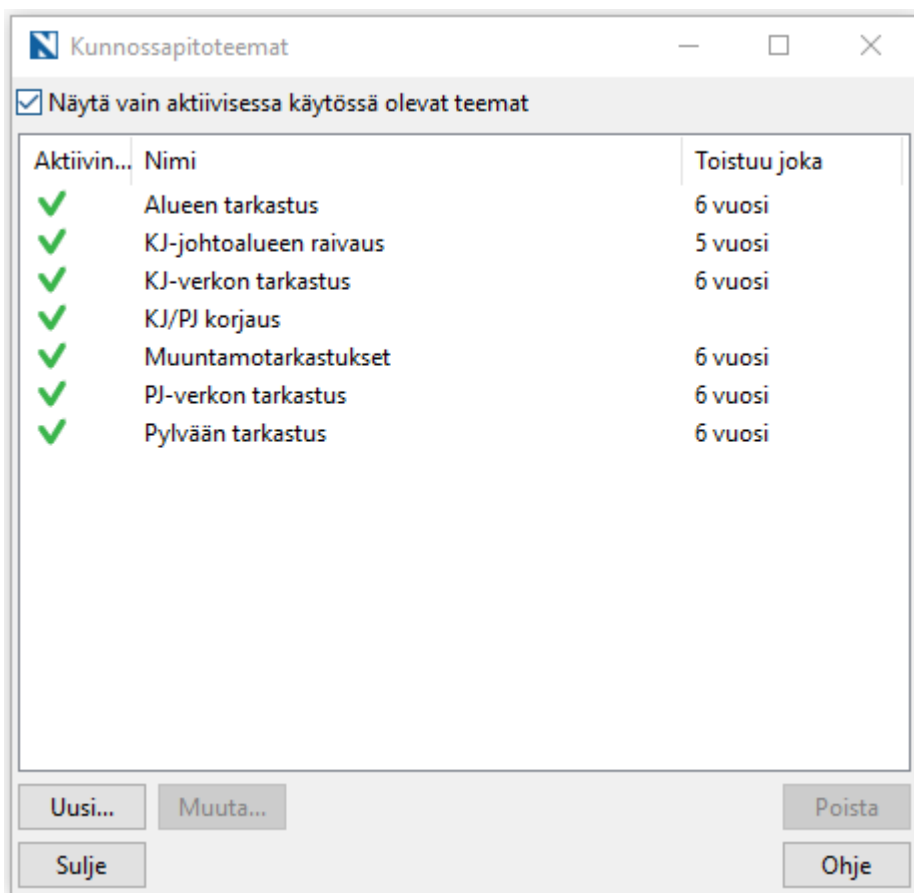 Kunnossapitoteemat
Näytä vain aktiivisessa käytössä olevat teemat
Aktiivin... Nimi Toistuu joka
Alueen tarkastus 6 vuosi
KJ-johtoalueen raivaus 5 vuosi
KJ-verkon tarkastus 6 vuosi
KJ/PJ korjaus
Muuntamotarkastukset 6 vuosi
PJ-verkon tarkastus 6 vuosi
Pylvään tarkastus 6 vuosi
Uusi... Muuta... Poista
Sulje Ohje